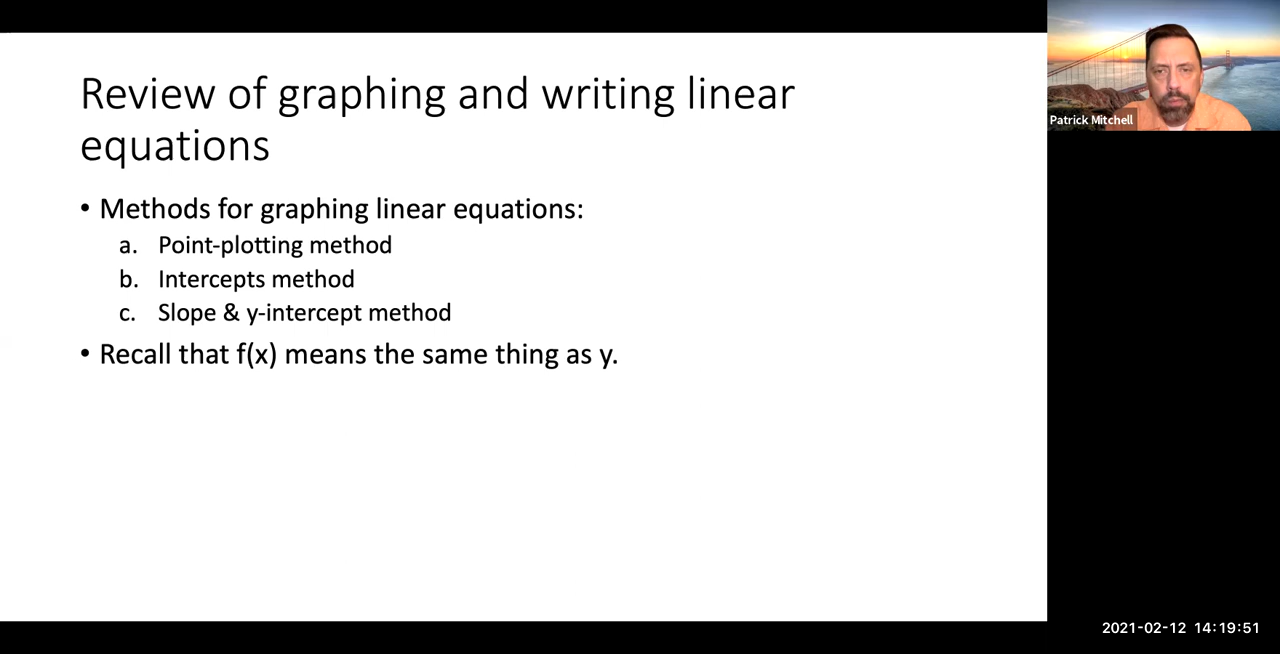 Review of graphing and writing linear
equations
• Methods for graphing linear equations:
a. Point-plotting method
b. Intercepts method
c. Slope & y-intercept method
• Recall that f(x) means the same thing as y.
Patrick Mitchell
2021-02-12 14:19:51